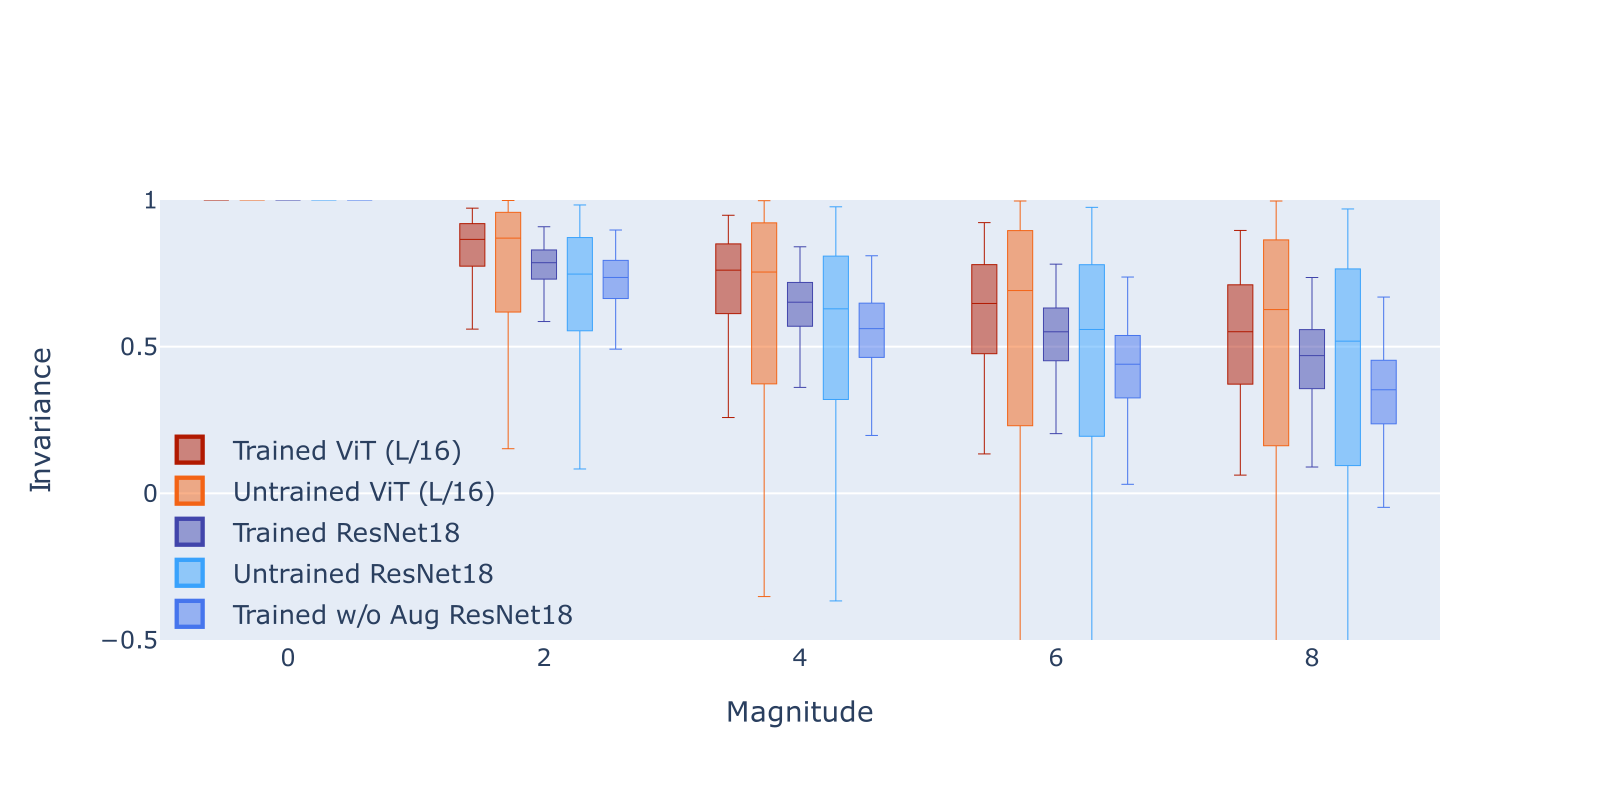 1
0.5
0
−0.5
Invariance
Trained ViT (L/16)
Untrained ViT (L/16)
Trained ResNet18
Untrained ResNet18
Trained w/o Aug ResNet18
0 2 4 6 8
Magnitude